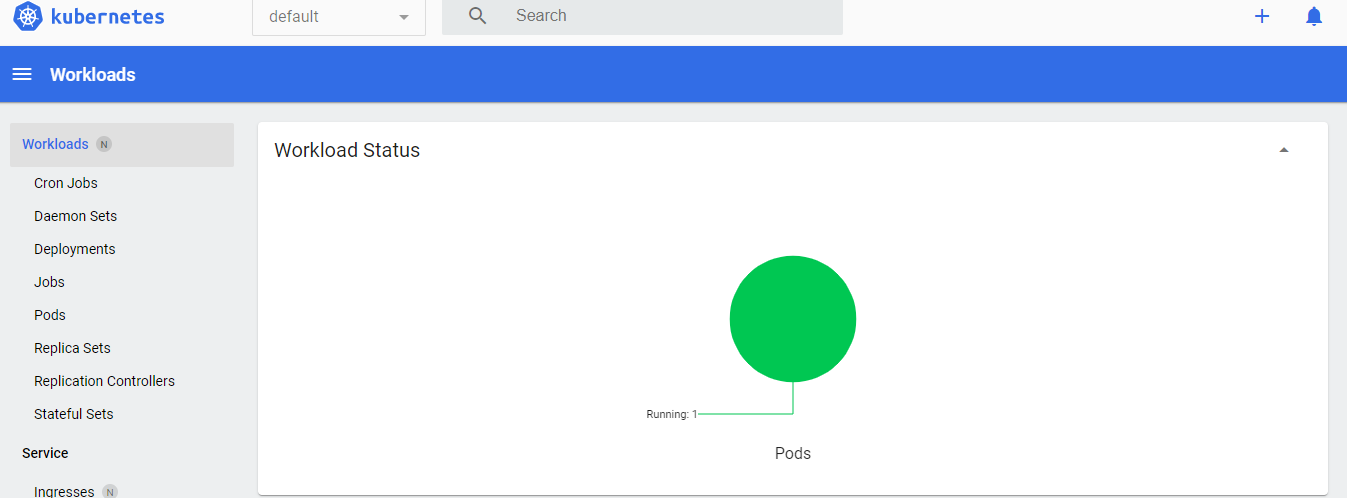 kubernetes
default
Search
Workloads
Workloads N
Cron Jobs
Daemon Sets
Deployments
Jobs
Pods
Replica Sets
Replication Controllers
Stateful Sets
Service
Ingresses N
Workload Status
Running: 1
Pods